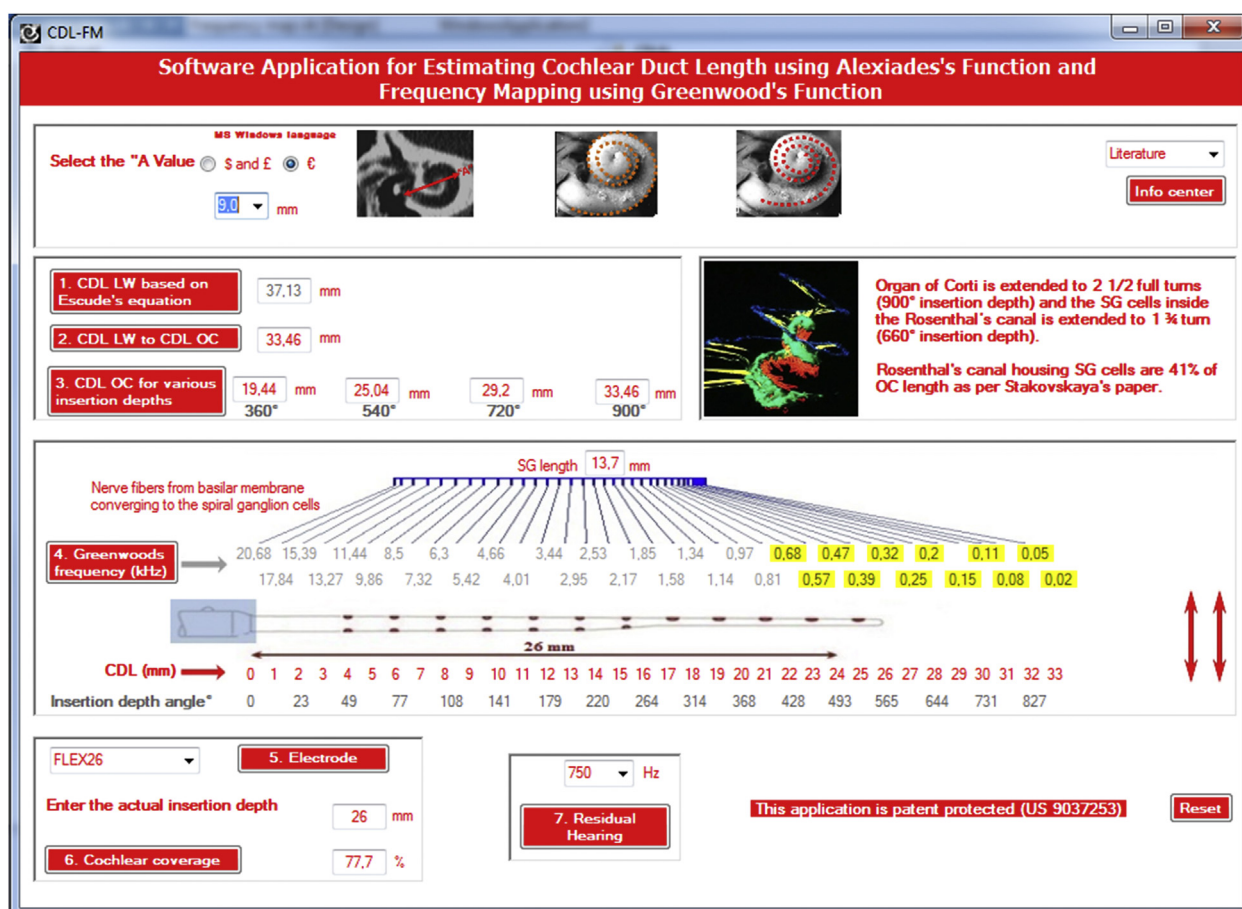 CDL-FM
Software Application for Estimating Cochlear Duct Length using Alexiades's Function and
Frequency Mapping using Greenwood's Function
MS Windows language
Select the "A Value $ and £ €
9,0 mm
"A"
Literature
Info center
1. CDL LW based on
Escude's equation
37,13 mm
2. CDL LW to CDL OC
33,46 mm
3. CDL OC for various
insertion depths
19,44 mm 25,04 mm 29,2 mm 33,46 mm
360° 540° 720° 900°
Organ of Corti is extended to 2 1/2 full turns
(900° insertion depth) and the SG cells inside
the Rosenthal's canal is extended to 1 ¾ turn
(660° insertion depth).
Rosenthal's canal housing SG cells are 41% of
OC length as per Stakovskaya's paper.
SG length 13,7 mm
Nerve fibers from basilar membrane
converging to the spiral ganglion cells
4. Greenwoods
frequency (kHz)
20,68 15,39 11,44 8,5 6,3 4,66 3,44 2,53 1,85 1,34 0,97 0,68 0,47 0,32 0,2 0,11 0,05
17,84 13,27 9,86 7,32 5,42 4,01 2,95 2,17 1,58 1,14 0,81 0,57 0,39 0,25 0,15 0,08 0,02
26 mm
CDL (mm) 0 1 2 3 4 5 6 7 8 9 10 11 12 13 14 15 16 17 18 19 20 21 22 23 24 25 26 27 28 29 30 31 32 33
Insertion depth angle° 0 23 49 77 108 141 179 220 264 314 368 428 493 565 644 731 827
FLEX26
5. Electrode
Enter the actual insertion depth
26 mm
6. Cochlear coverage
77,7 %
750 Hz
7. Residual
Hearing
This application is patent protected (US 9037253)
Reset